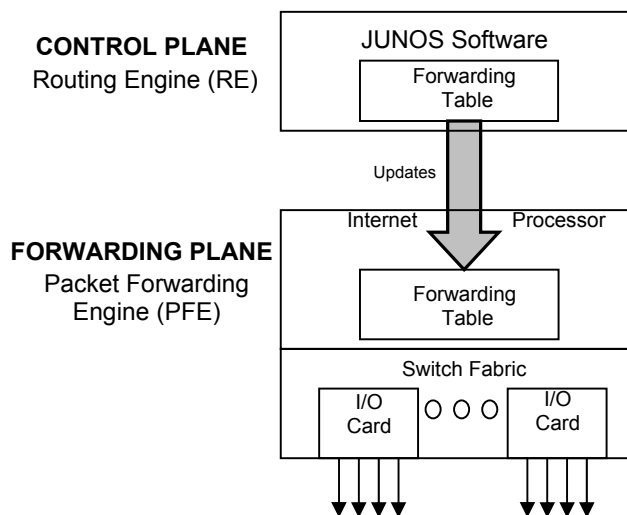 CONTROL PLANE
Routing Engine (RE)
JUNOS Software
Forwarding
Table
Updates
Internet Processor
FORWARDING PLANE
Packet Forwarding
Engine (PFE)
Forwarding
Table
Switch Fabric
I/O
Card
I/O
Card